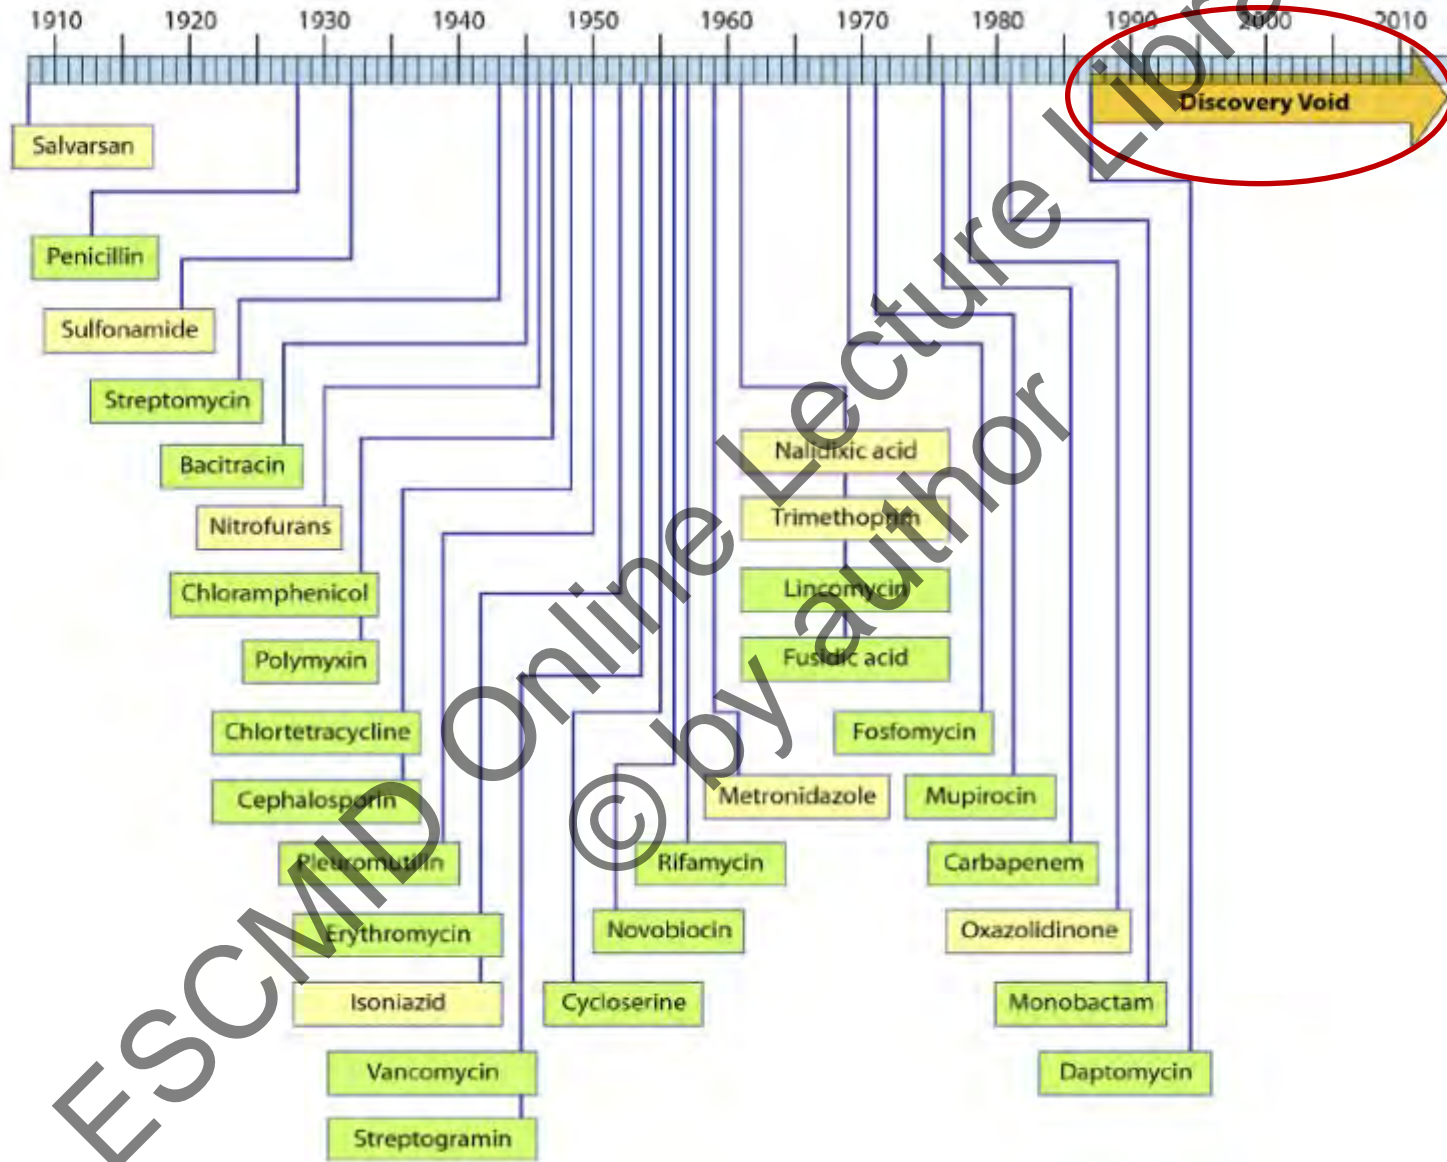 1910 1920 1930 1940 1950 1960 1970 1980 1990 2000 2010
Discovery Void
Salvarsan
Penicillin
Sulfonamide
Streptomycin
Bacitracin
Nitrofurans
Chloramphenicol
Polymyxin
Chlortetracycline
Cephalosporin
Pleuromutilin
Erythromycin
Isoniazid
Vancomycin
Streptogramin
Cycloserine
Novobiocin
Rifamycin
Metronidazole
Nalidixic acid
Trimethoprim
Lincomycin
Fusidic acid
Fosfomycin
Mupirocin
Carbapenem
Oxazolidinone
Monobactam
Daptomycin
ESCMID Online Lecture Libra
© by author